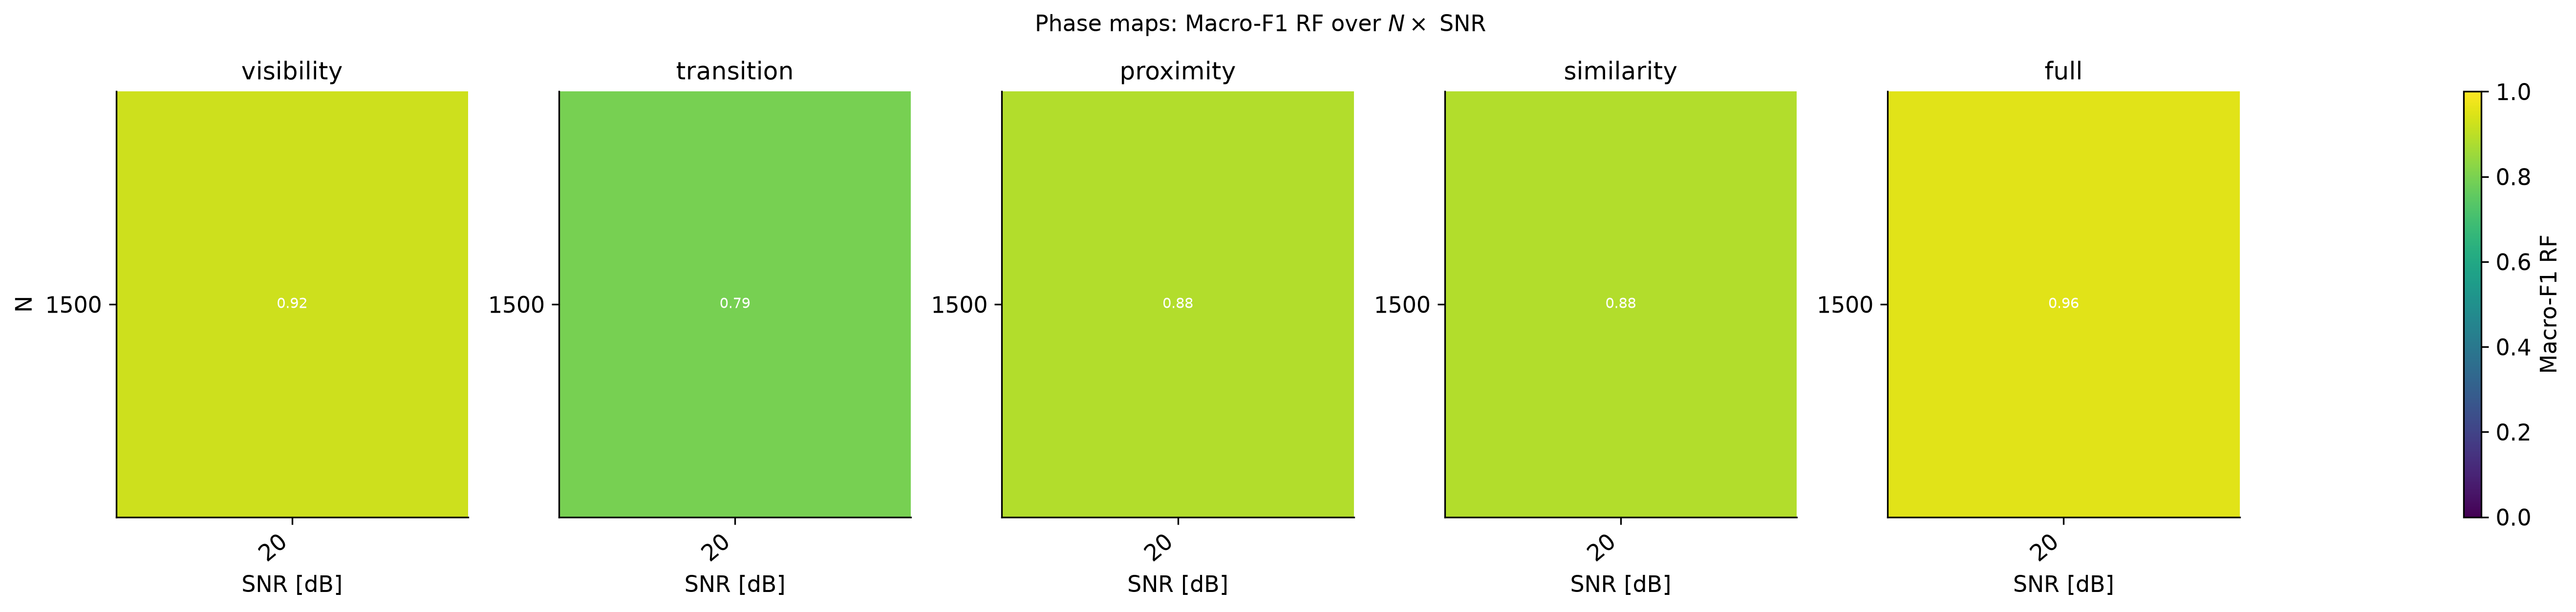 Phase maps: Macro-F1 RF over N × SNR
visibility
transition
proximity
similarity
full
N
1500
1500
1500
1500
1500
0.92
0.79
0.88
0.88
0.96
20
20
20
20
20
SNR [dB]
SNR [dB]
SNR [dB]
SNR [dB]
SNR [dB]
1.0
0.8
0.6
0.4
0.2
0.0
Macro-F1 RF